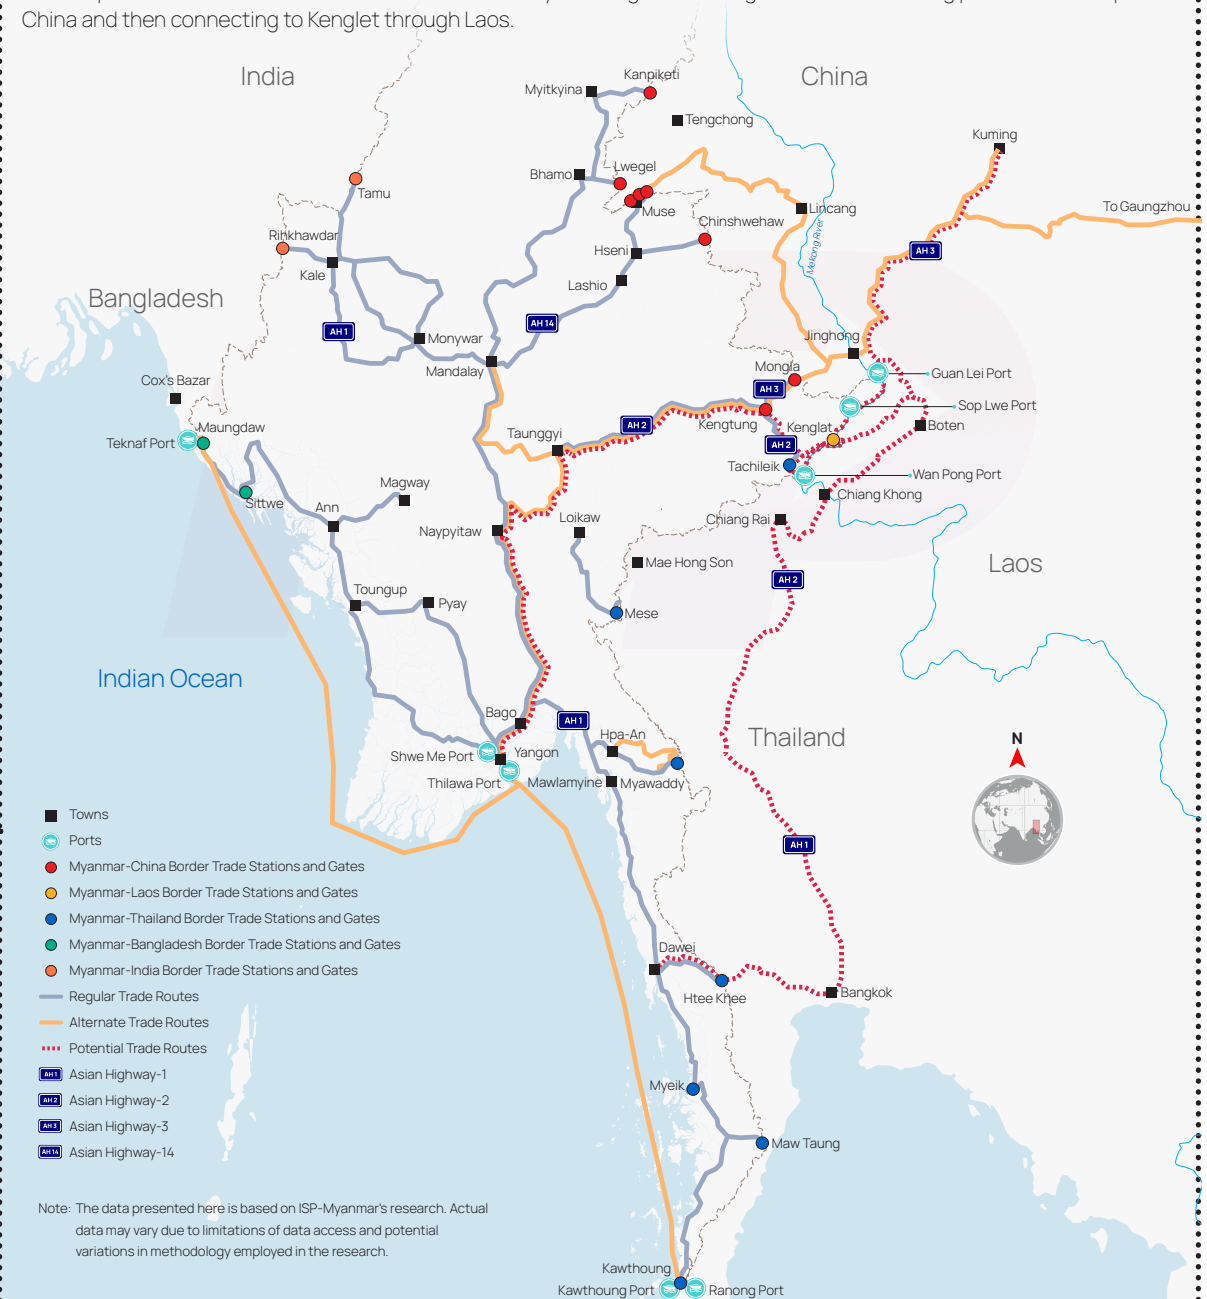 China and then connecting to Kenglet through Laos.
India
China
Kanpiketi
Myitkyina
Tengchong
Kuming
Lwegel
Bhamo
Tamu
Muse
Lincang
To Gaungzhou
Chinshwehaw
Mekong River
Rihkhawdar
Hseni
AH 3
Kale
Lashio
Bangladesh
AH 1
AH 14
Monywar
Jinghong
Mandalay
Mongla
Guan Lei Port
Cox's Bazar
AH 3
Sop Lwe Port
Maungdaw
Teknaf Port
AH 2
Kengtung
Kenglat
Boten
Taunggyi
AH 2
Tachileik
Wan Pong Port
Magway
Chiang Khong
Sittwe
Ann
Loikaw
Chiang Rai
Naypyitaw
Mae Hong Son
Laos
AH 2
Toungup
Pyay
Mese
Indian Ocean
Bago
AH 1
Hpa-An
Thailand
N
Shwe Me Port
Yangon
Thilawa Port
Mawlamyine
Myawaddy
AH 1
Towns
Ports
Myanmar-China Border Trade Stations and Gates
Myanmar-Laos Border Trade Stations and Gates
Myanmar-Thailand Border Trade Stations and Gates
Myanmar-Bangladesh Border Trade Stations and Gates
Myanmar-India Border Trade Stations and Gates
Regular Trade Routes
Alternate Trade Routes
Potential Trade Routes
AH 1 Asian Highway-1
AH 2 Asian Highway-2
AH 3 Asian Highway-3
AH 14 Asian Highway-14
Dawei
Htee Khee
Bangkok
Myeik
Maw Taung
Note: The data presented here is based on ISP-Myanmar's research. Actual
data may vary due to limitations of data access and potential
variations in methodology employed in the research.
Kawthoung
Kawthoung Port
Ranong Port